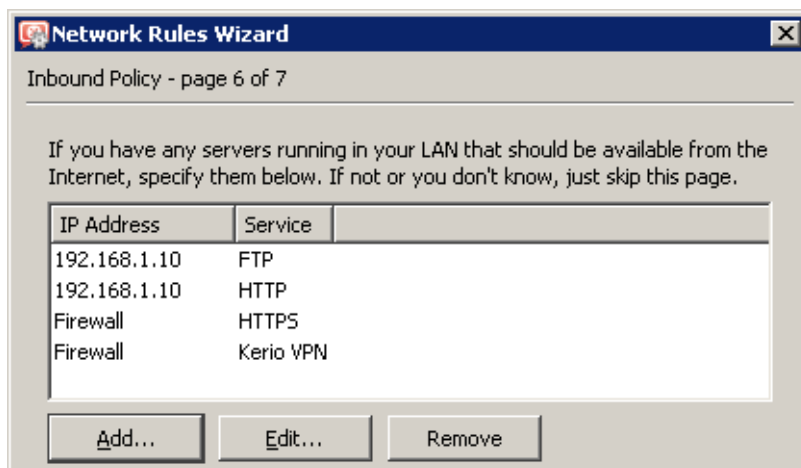 Network Rules Wizard
Inbound Policy - page 6 of 7
If you have any servers running in your LAN that should be available from the
Internet, specify them below. If not or you don't know, just skip this page.
IP Address Service
192.168.1.10 FTP
192.168.1.10 HTTP
Firewall HTTPS
Firewall Kerio VPN
Add... Edit... Remove